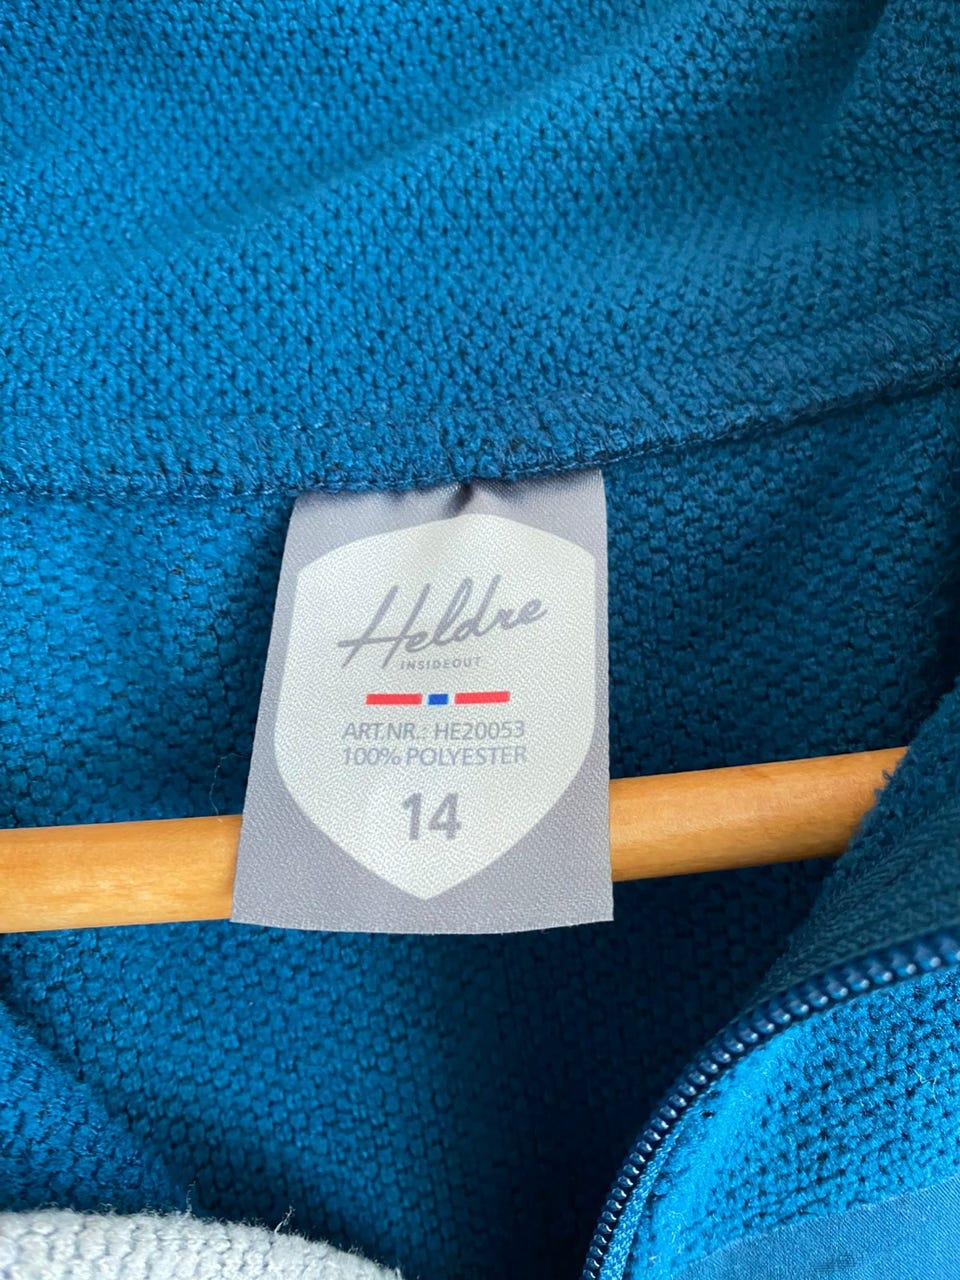 Heldre
INSIDEOUT
ART.NR.: HE20053
100% POLYESTER
14